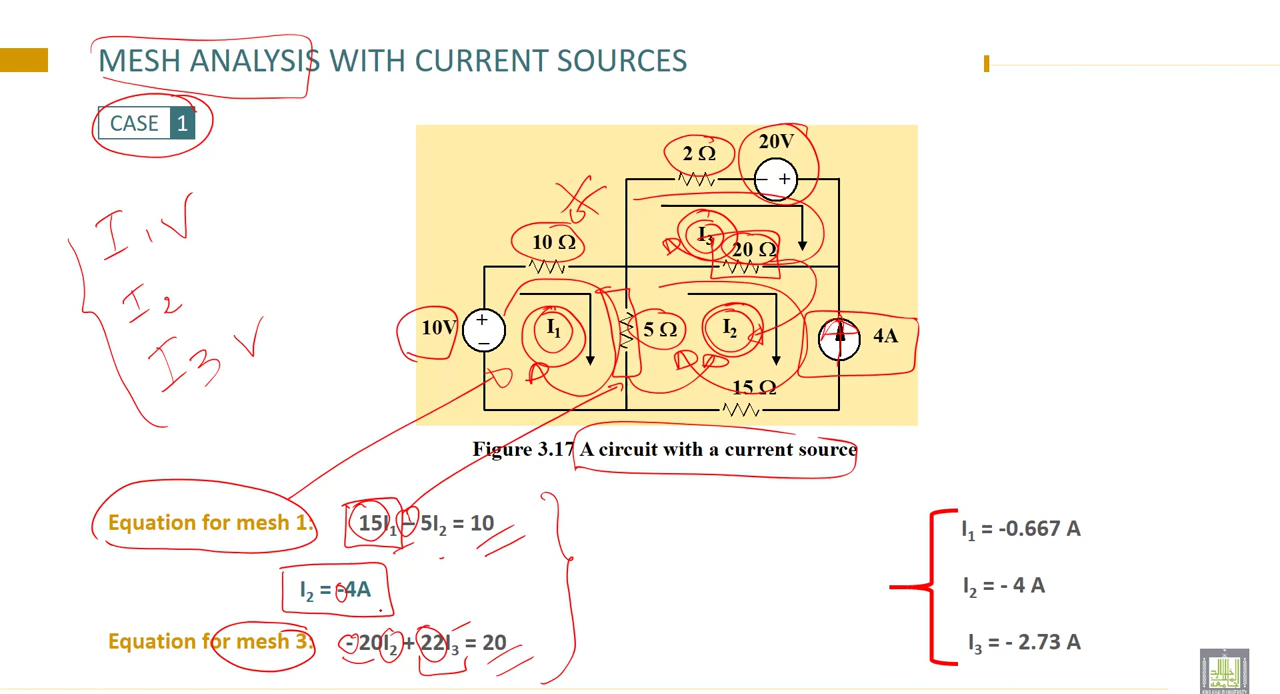 MESH ANALYSIS WITH CURRENT SOURCES
CASE 1
I₁ √
I₂
I₃ √
2 Ω
20V
− +
10 Ω
I₃
20 Ω
10V
+
−
I₁
5 Ω
I₂
4A
15 Ω
Figure 3.17 A circuit with a current source
Equation for mesh 1: 15I₁ – 5I₂ = 10
I₂ = -4A
Equation for mesh 3: - 20I₂ + 22I₃ = 20
I₁ = -0.667 A
I₂ = - 4 A
I₃ = - 2.73 A